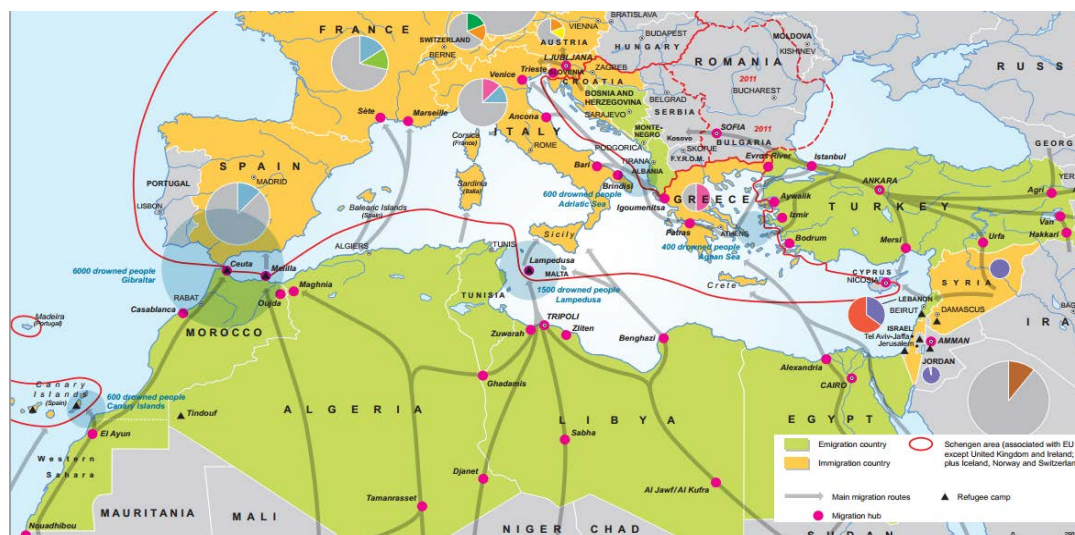 BRATISLAVA
VIENNA
FRANCE
SWITZERLAND
BERNE
AUSTRIA
BUDAPEST
HUNGARY
MOLDOVA
KISHINEV
LJUBLJANA
SLOVENIA
Venice
Trieste
ZAGREB
CROATIA
ROMANIA
2011
BUCHAREST
RUSS
BOSNIA AND
HERZEGOVINA
SARAJEVO
BELGRAD
SERBIA
Sète
Marseille
Ancona
ITALY
ROME
Corsica
(France)
MONTE-
NEGRO
PODGORICA
Kosovo
SKOPJE
F.Y.R.O.M.
SOFIA
BULGARIA
2011
TIRANA
ALBANIA
Evros River
Istanbul
GEORG
YER
SPAIN
MADRID
PORTUGAL
LISBON
Balearic Islands
(Spain)
Sardinia
(Italia)
Bari
Brindisi
600 drowned people
Adriatic Sea
Igoumenitsa
GREECE
Patras
ATHENS
400 drowned people
Agean Sea
Aywalik
Izmir
Bodrum
ANKARA
TURKEY
Agri
Van
Hakkari
Mersi
Urfa
Sicily
Crete
CYPRUS
NICOSIA
SYRIA
LEBANON
BEIRUT
DAMASCUS
BAG
IRA
ISRAEL
Tel Aviv-Jaffa
Jerusalem
AMMAN
JORDAN
6000 drowned people
Gibraltar
Ceuta
Melilla
ALGIERS
TUNIS
Lampedusa
MALTA
1500 drowned people
Lampedusa
RABAT
Casablanca
Oujda
Maghnia
MOROCCO
TUNISIA
TRIPOLI
Zuwarah
Zliten
Benghazi
Alexandria
CAIRO
Madeira
(Portugal)
Canary
Islands
(Spain)
600 drowned people
Canary islands
El Ayun
Tindouf
Western
Sahara
Nouadhibou
ALGERIA
Ghadamis
LIBYA
EGYPT
Sabha
Djanet
Tamanrasset
Al Jawf/Al Kufra
MAURITANIA
MALI
NIGER
CHAD
SUDAN
Emigration country
Immigration country
Schengen area (associated with EU
except United Kingdom and Ireland;
plus Iceland, Norway and Switzerlan
Main migration routes
Refugee camp
Migration hub
0